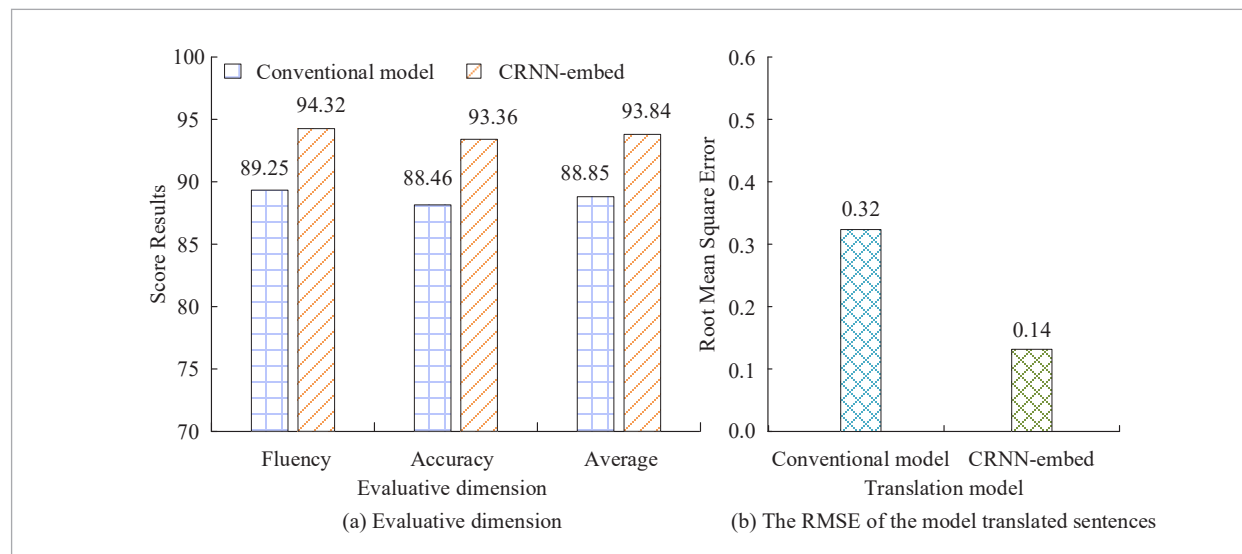 100
95
90
85
80
75
70
Score Results
Conventional model
CRNN-embed
89.25
94.32
88.46
93.36
88.85
93.84
Fluency
Accuracy
Average
Evaluative dimension
(a) Evaluative dimension
0.6
0.5
0.4
0.3
0.2
0.1
0.0
Root Mean Square Error
0.32
0.14
Conventional model
CRNN-embed
Translation model
(b) The RMSE of the model translated sentences